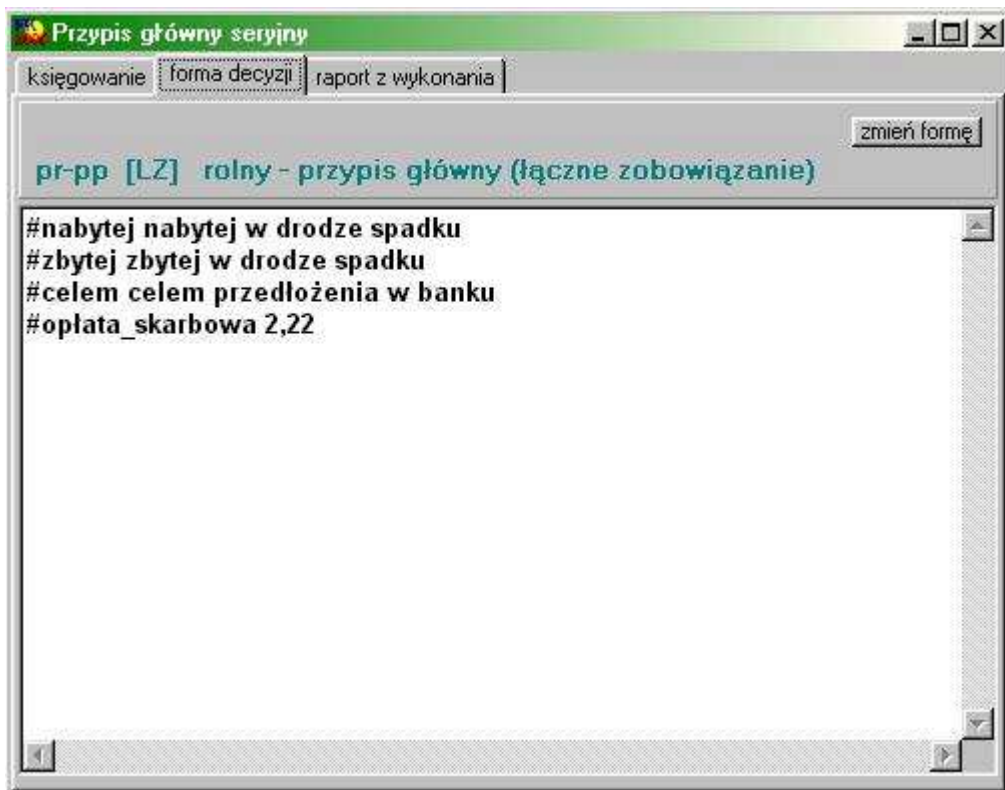 Przypis główny seryjny
księgowanie forma decyzji raport z wykonania
zmień formę
pr-pp [LZ] rolny - przypis główny (łączne zobowiązanie)
#nabytej nabytej w drodze spadku
#zbytej zbytej w drodze spadku
#celem celem przedłożenia w banku
#opłata_skarbowa 2,22